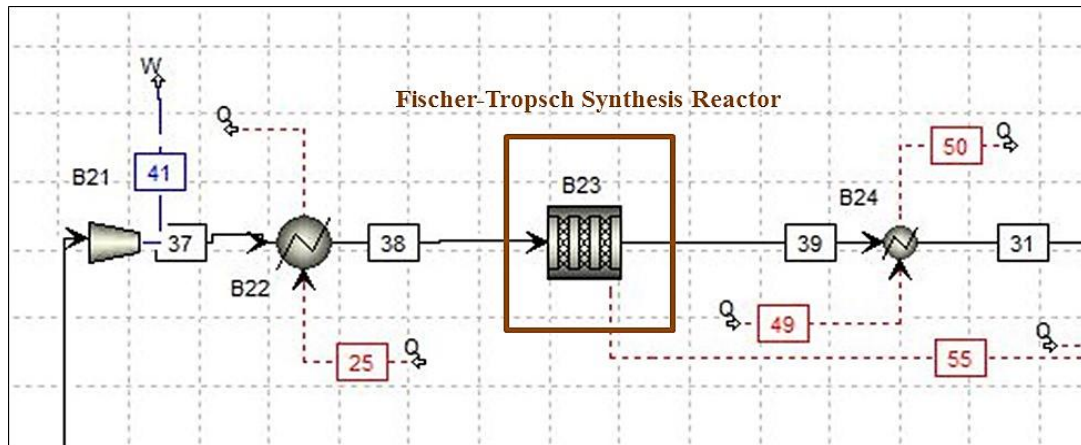 W
Q
Fischer-Tropsch Synthesis Reactor
Q
50
B21
41
B23
B24
37
38
39
31
B22
Q
49
Q
Q
25
55